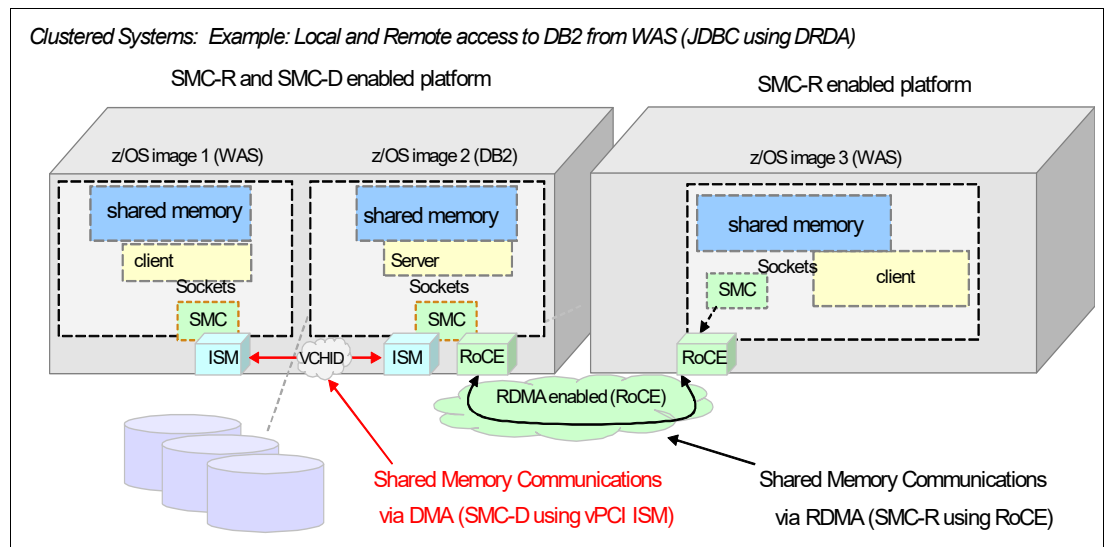 Clustered Systems: Example: Local and Remote access to DB2 from WAS (JDBC using DRDA)
SMC-R and SMC-D enabled platform
SMC-R enabled platform
z/OS image 1 (WAS)
z/OS image 2 (DB2)
z/OS image 3 (WAS)
shared memory
client
Sockets
SMC
ISM
VCHID
shared memory
Server
Sockets
SMC
ISM
RoCE
shared memory
Sockets
client
SMC
RoCE
RDMA enabled (RoCE)
Shared Memory Communications
via DMA (SMC-D using vPCI ISM)
Shared Memory Communications
via RDMA (SMC-R using RoCE)